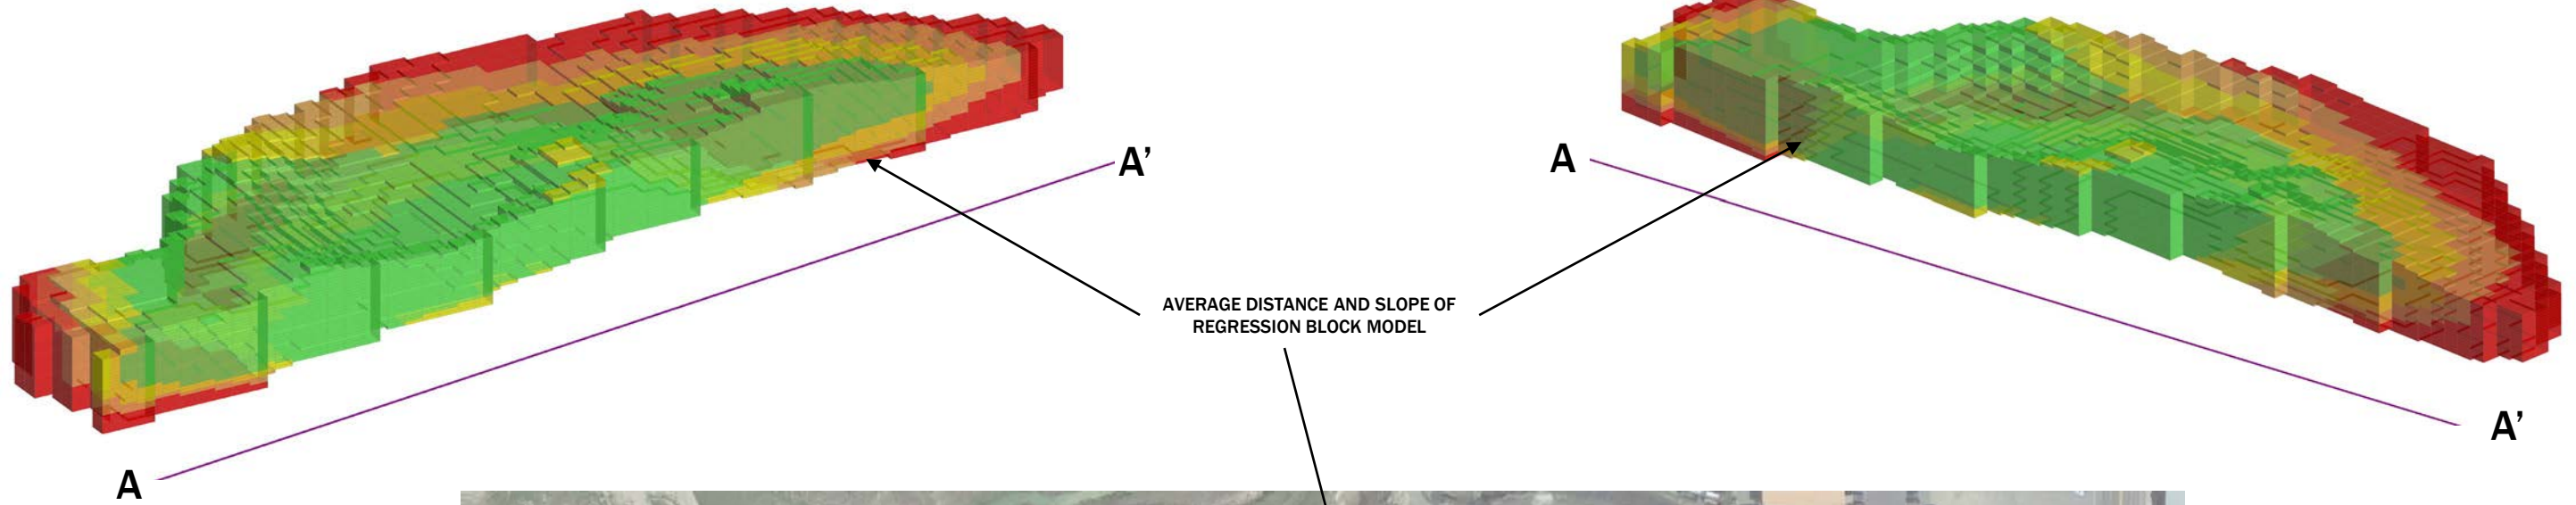 A'
A
AVERAGE DISTANCE AND SLOPE OF
REGRESSION BLOCK MODEL
A'
A